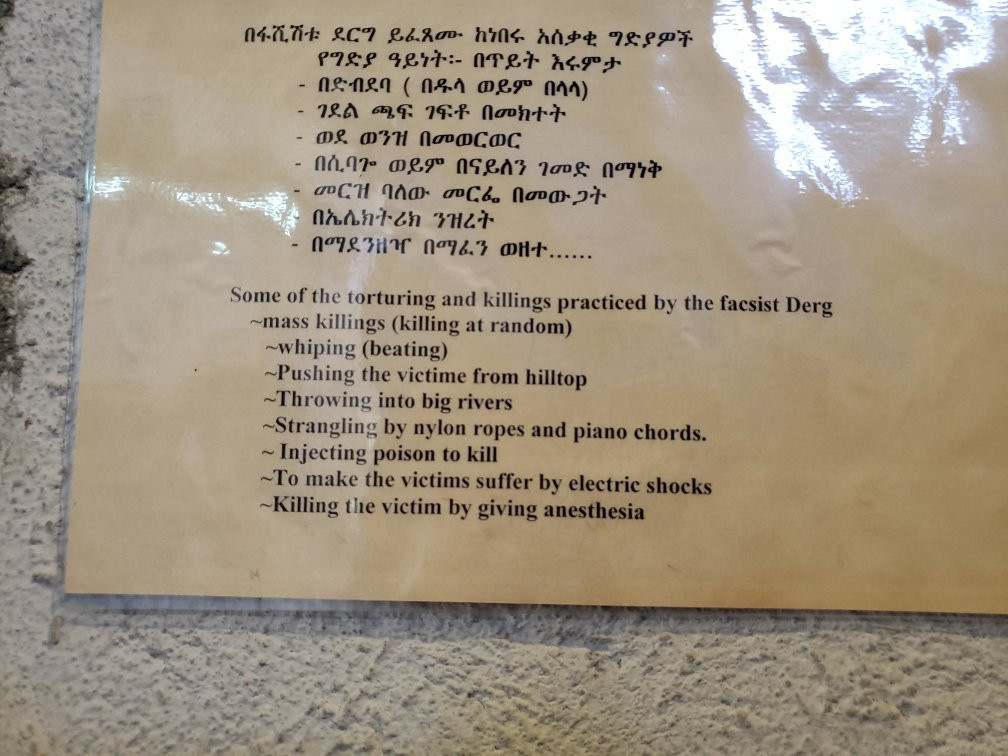 በፋሺሽቱ ደርግ ይፈጸሙ ከነበሩ አሰቃቂ ግድያዎች
የግድያ ዓይነት፡- በጥይት እሩምታ
- በድብደባ ( በዱላ ወይም በሌላ)
- ገደል ጫፍ ገፍቶ በመክተት
- ወደ ወንዝ በመወርወር
- በሲባጎ ወይም በናይለን ገመድ በማነቅ
- መርዝ ባለው መርፌ በመውጋት
- በኤሌክትሪክ ንዝረት
- በማደንዘዣ በማፈን ወዘተ......
Some of the torturing and killings practiced by the facsist Derg
~mass killings (killing at random)
~whiping (beating)
~Pushing the victime from hilltop
~Throwing into big rivers
~Strangling by nylon ropes and piano chords.
~ Injecting poison to kill
~To make the victims suffer by electric shocks
~Killing the victim by giving anesthesia